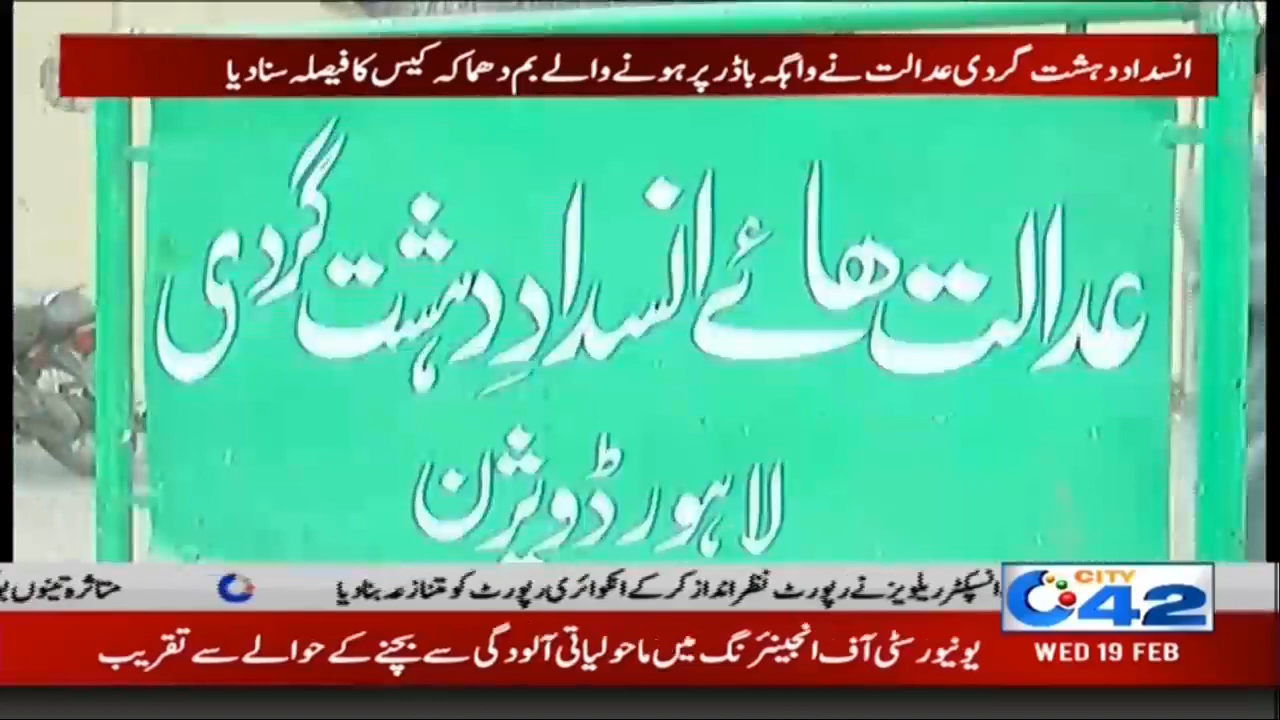 انسداد دہشت گردی عدالت نے واہگہ باڈر پر ہونے والے بم دھماکہ کیس کا فیصلہ سنا دیا
عدالت ھائے انسدادِ دہشت گردی
لاہور ڈویژن
انسپکٹر ریلویز نے رپورٹ نظر انداز کر کے انکوائری رپورٹ کو متنازعہ بنا دیا
متاثرہ تینوں
CITY 42
یونیورسٹی آف انجینئرنگ میں ماحولیاتی آلودگی سے بچنے کے حوالے سے تقریب
WED 19 FEB